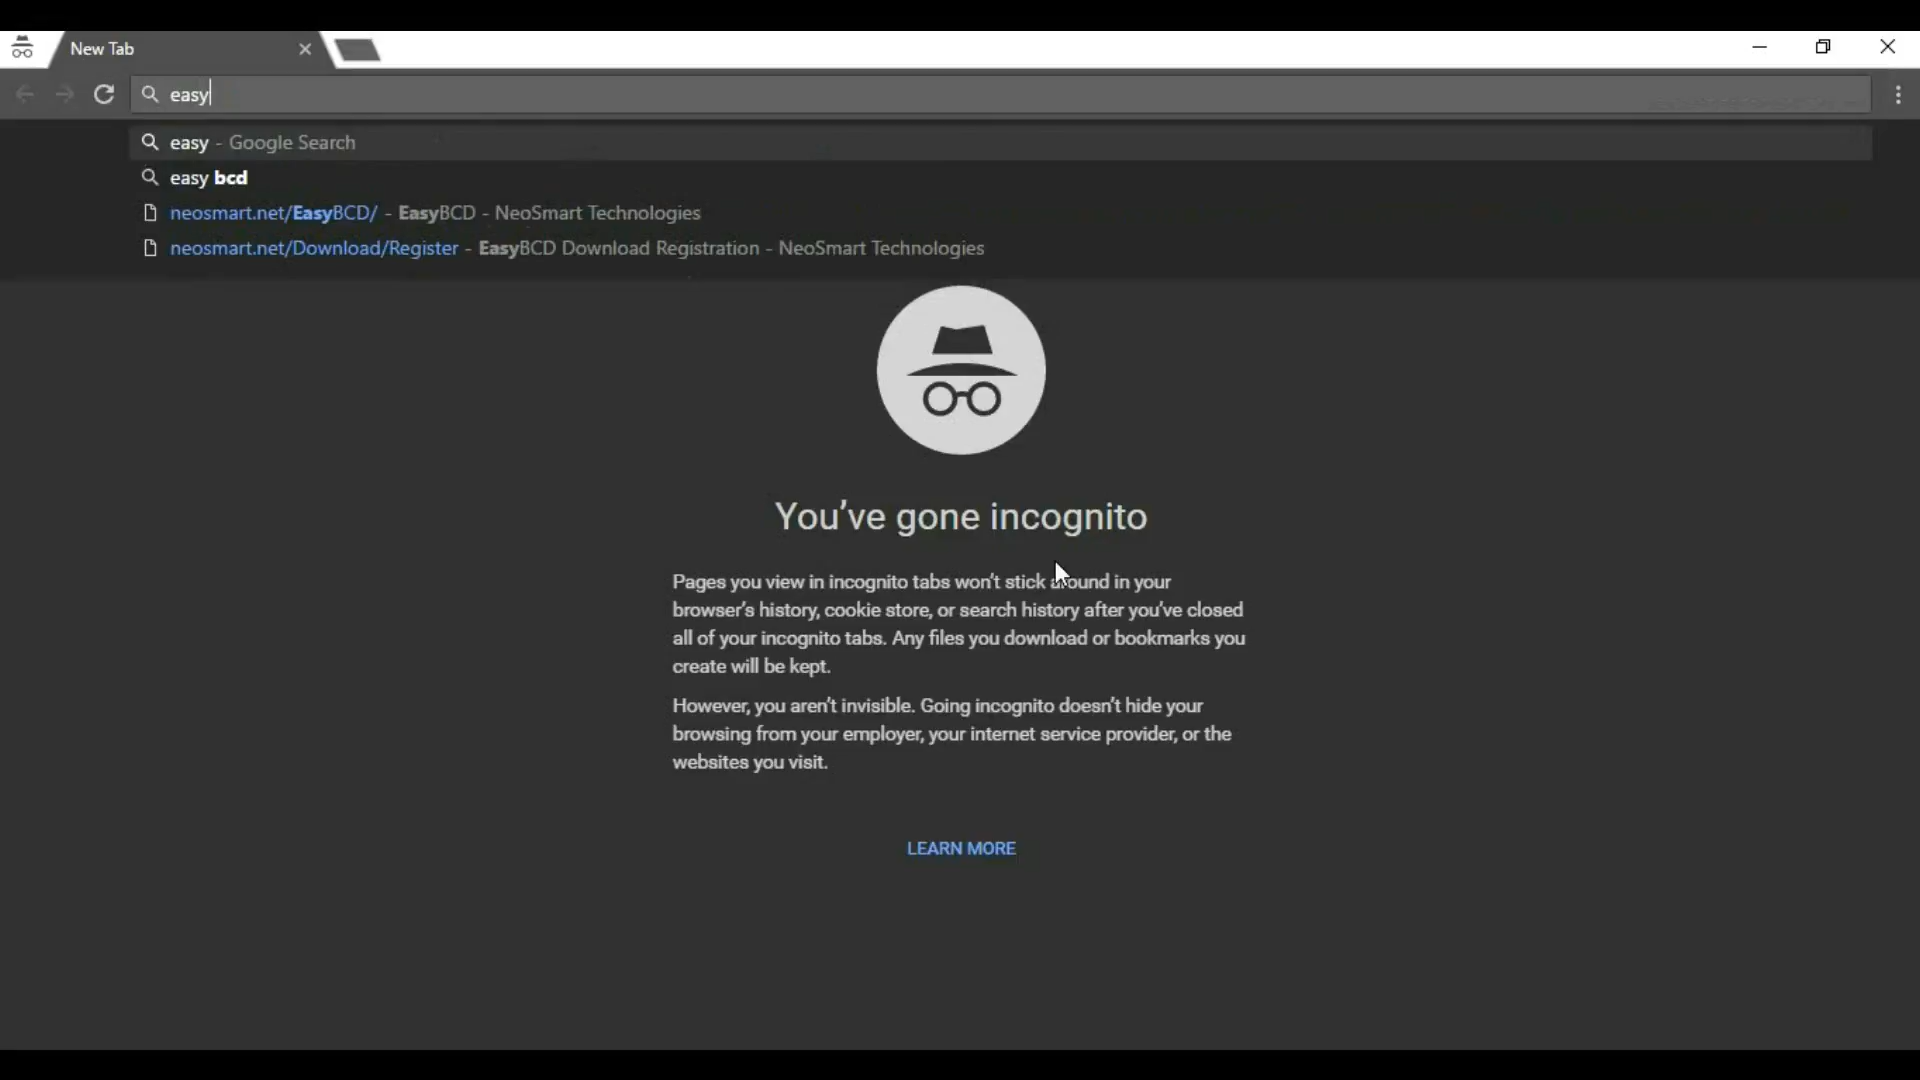 New Tab
easy
easy - Google Search
easy bcd
neosmart.net/EasyBCD/ - EasyBCD - NeoSmart Technologies
neosmart.net/Download/Register - EasyBCD Download Registration - NeoSmart Technologies
You've gone incognito
Pages you view in incognito tabs won't stick around in your
browser's history, cookie store, or search history after you've closed
all of your incognito tabs. Any files you download or bookmarks you
create will be kept.
However, you aren't invisible. Going incognito doesn't hide your
browsing from your employer, your internet service provider, or the
websites you visit.
LEARN MORE